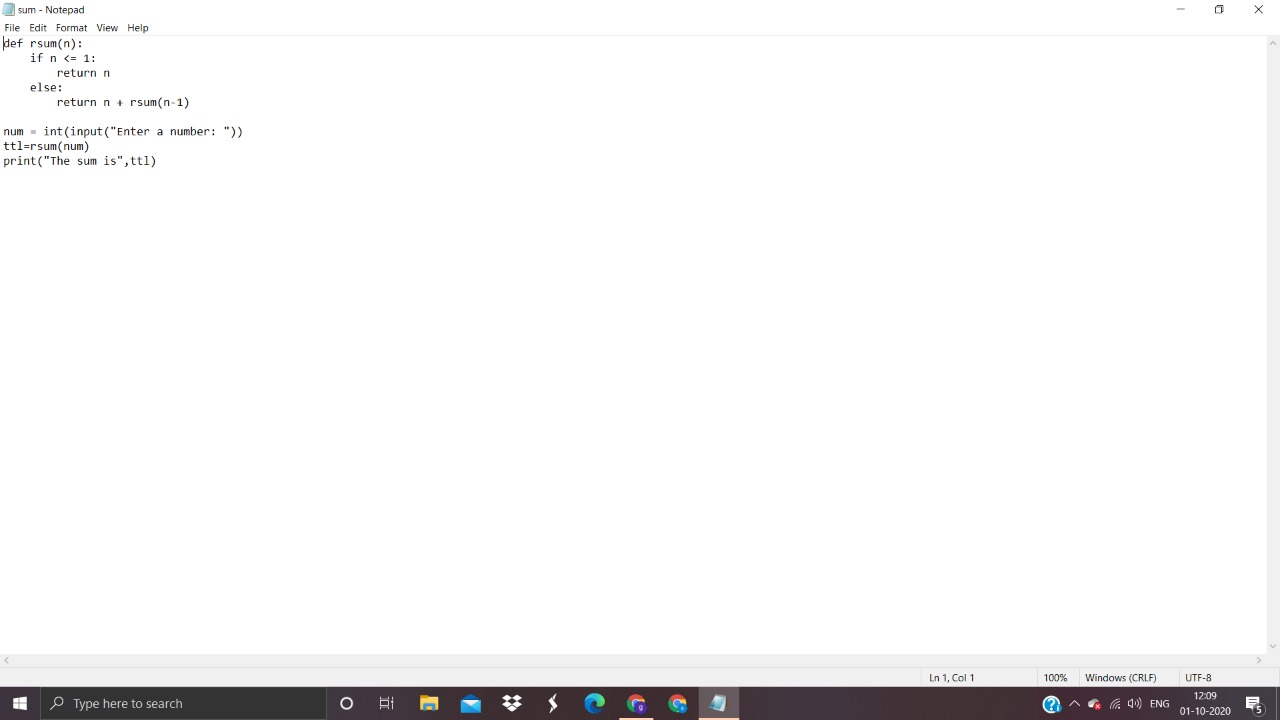 sum - Notepad
File Edit Format View Help
def rsum(n):
    if n <= 1:
        return n
    else:
        return n + rsum(n-1)
num = int(input("Enter a number: "))
ttl=rsum(num)
print("The sum is",ttl)
Ln 1, Col 1 100% Windows (CRLF) UTF-8
Type here to search
ENG
12:09
01-10-2020
5